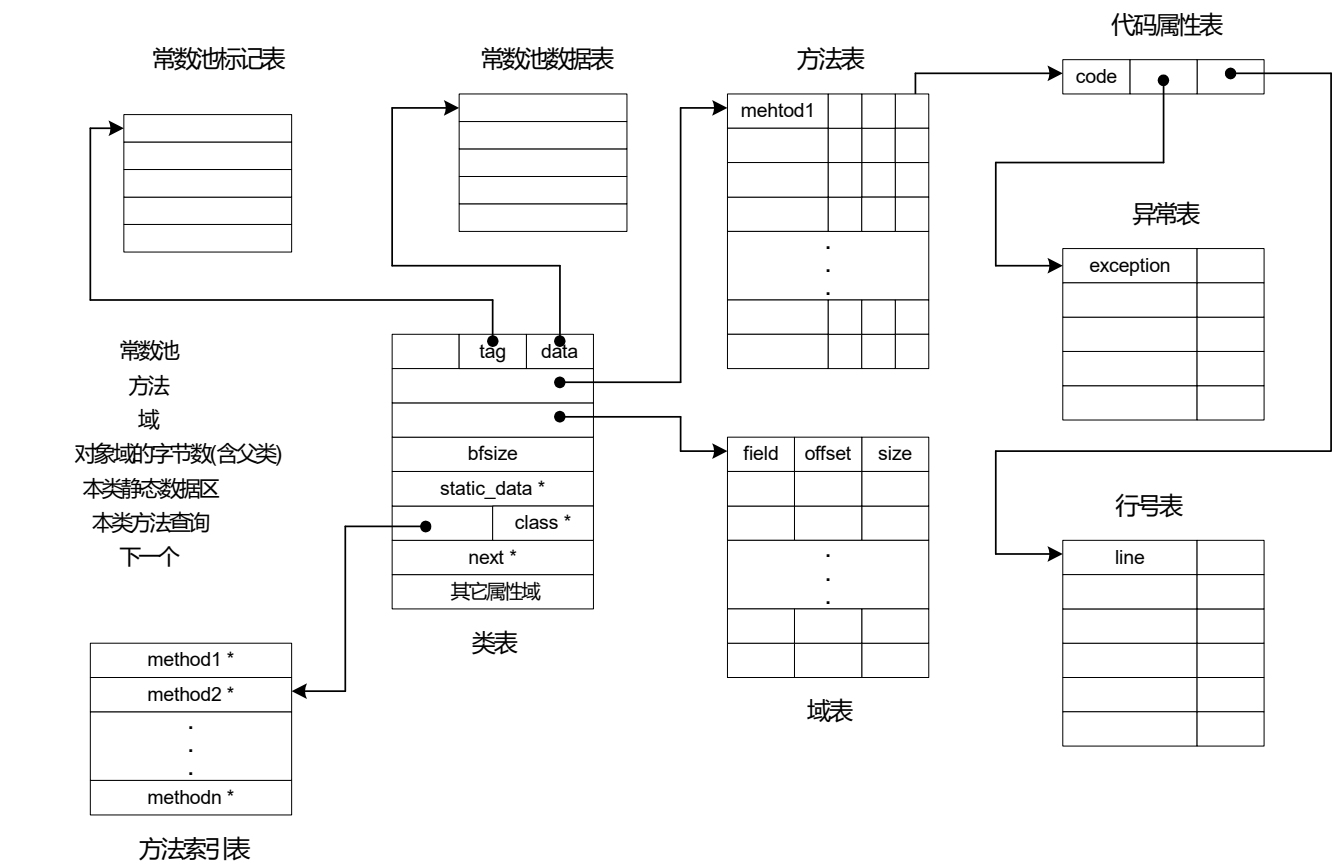 代码属性表
常数池标记表
常数池数据表
方法表
code
mehtod1
异常表
exception
常数池
tag
data
方法
域
对象域的字节数(含父类)
bfsize
field
offset
size
本类静态数据区
static_data *
本类方法查询
class *
行号表
下一个
next *
line
其它属性域
类表
method1 *
method2 *
域表
methodn *
方法索引表